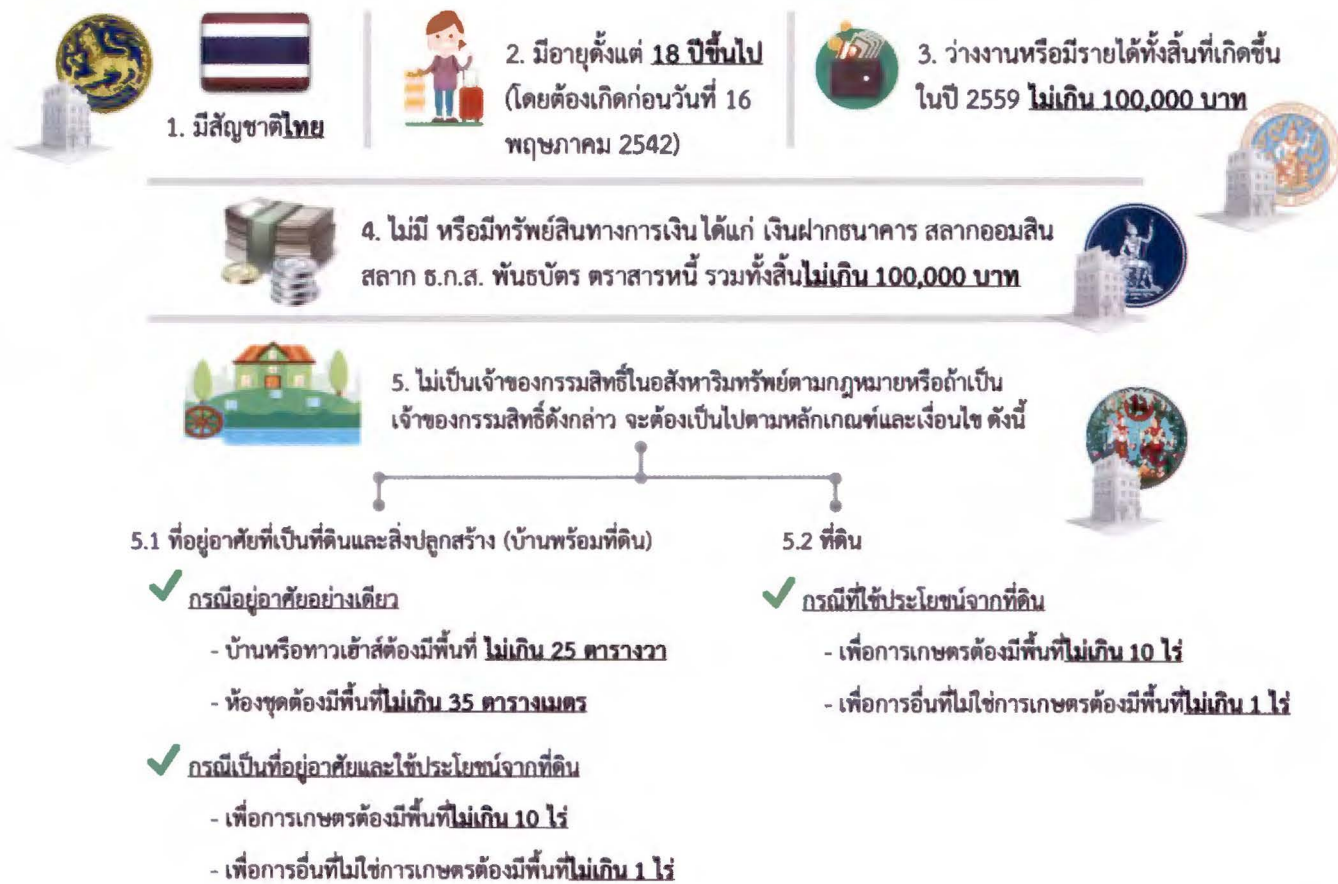 1. มีสัญชาติไทย
2. มีอายุตั้งแต่ 18 ปีขึ้นไป
(โดยต้องเกิดก่อนวันที่ 16
พฤษภาคม 2542)
3. ว่างงานหรือมีรายได้ทั้งสิ้นที่เกิดขึ้น
ในปี 2559 ไม่เกิน 100,000 บาท
4. ไม่มี หรือมีทรัพย์สินทางการเงิน ได้แก่ เงินฝากธนาคาร สลากออมสิน
สลาก ธ.ก.ส. พันธบัตร ตราสารหนี้ รวมทั้งสิ้นไม่เกิน 100,000 บาท
5. ไม่เป็นเจ้าของกรรมสิทธิ์ในอสังหาริมทรัพย์ตามกฎหมายหรือถ้าเป็น
เจ้าของกรรมสิทธิ์ดังกล่าว จะต้องเป็นไปตามหลักเกณฑ์และเงื่อนไข ดังนี้
5.1 ที่อยู่อาศัยที่เป็นที่ดินและสิ่งปลูกสร้าง (บ้านพร้อมที่ดิน)
กรณีอยู่อาศัยอย่างเดียว
- บ้านหรือทาวเฮ้าส์ต้องมีพื้นที่ ไม่เกิน 25 ตารางวา
- ห้องชุดต้องมีพื้นที่ไม่เกิน 35 ตารางเมตร
กรณีเป็นที่อยู่อาศัยและใช้ประโยชน์จากที่ดิน
- เพื่อการเกษตรต้องมีพื้นที่ไม่เกิน 10 ไร่
- เพื่อการอื่นที่ไม่ใช่การเกษตรต้องมีพื้นที่ไม่เกิน 1 ไร่
5.2 ที่ดิน
กรณีที่ใช้ประโยชน์จากที่ดิน
- เพื่อการเกษตรต้องมีพื้นที่ไม่เกิน 10 ไร่
- เพื่อการอื่นที่ไม่ใช่การเกษตรต้องมีพื้นที่ไม่เกิน 1 ไร่